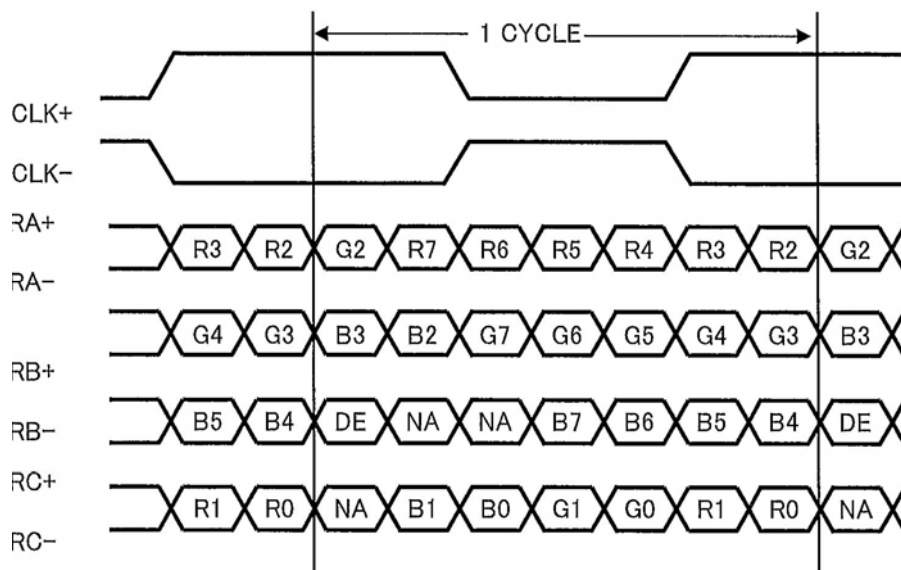 1 CYCLE
CLK+
CLK-
RA+
R3 R2 G2 R7 R6 R5 R4 R3 R2 G2
RA-
G4 G3 B3 B2 G7 G6 G5 G4 G3 B3
RB+
B5 B4 DE NA NA B7 B6 B5 B4 DE
RB-
RC+
R1 R0 NA B1 B0 G1 G0 R1 R0 NA
RC-